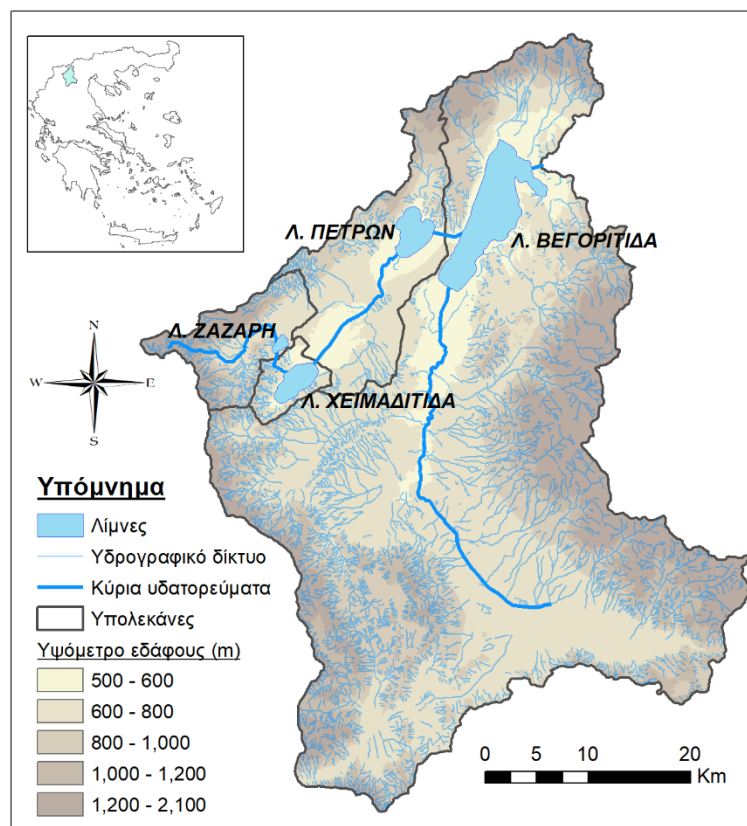 Λ. ΠΕΤΡΩΝ
Λ. ΒΕΓΟΡΙΤΙΔΑ
Λ. ΖΑΖΑΡΗ
Λ. ΧΕΙΜΑΔΙΤΙΔΑ
N
W E
S
Υπόμνημα
Λίμνες
Υδρογραφικό δίκτυο
Κύρια υδατορεύματα
Υπολεκάνες
Υψόμετρο εδάφους (m)
500 - 600
600 - 800
800 - 1,000
1,000 - 1,200
1,200 - 2,100
0 5 10 20
Km